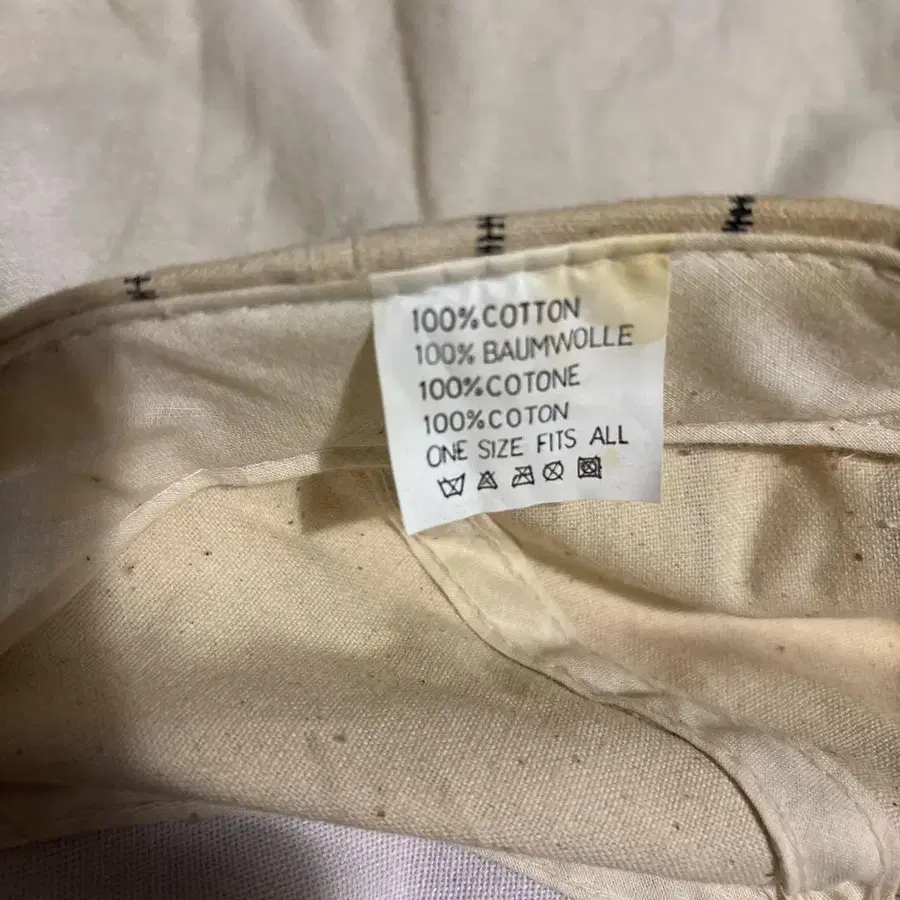 100% COTTON
100% BAUMWOLLE
100% COTONE
100% COTON
ONE SIZE FITS ALL